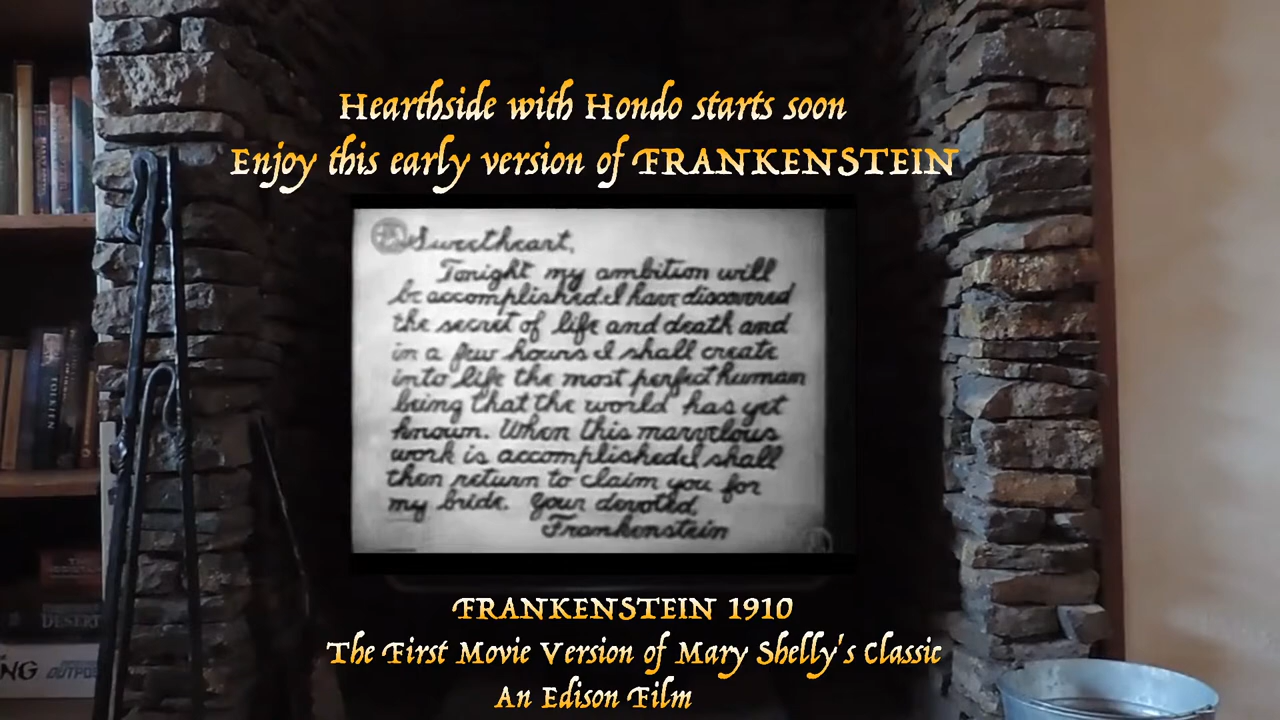 Hearthside with Hondo starts soon
Enjoy this early version of FRANKENSTEIN
Sweetheart,
Tonight my ambition will
be accomplished. I have discovered
the secret of life and death and
in a few hours I shall create
into life the most perfect human
being that the world has yet
known. When this marvelous
work is accomplished I shall
then return to claim you for
my bride. Your devoted,
Frankenstein
TOLKIEN
DESERT
NG OUTPOST
FRANKENSTEIN 1910
The First Movie Version of Mary Shelly's Classic
An Edison Film